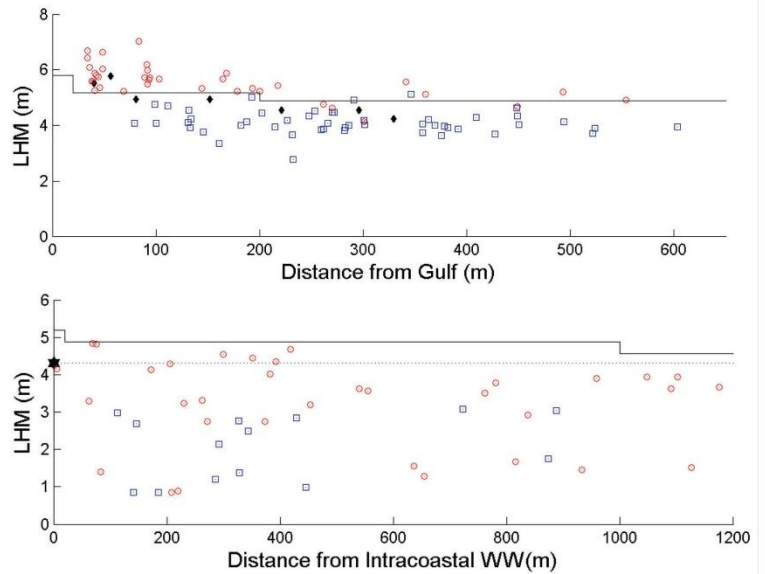 8
6
4
2
0
LHM (m)
0 100 200 300 400 500 600
Distance from Gulf (m)
6
5
4
3
2
1
0
LHM (m)
0 200 400 600 800 1000 1200
Distance from Intracoastal WW(m)